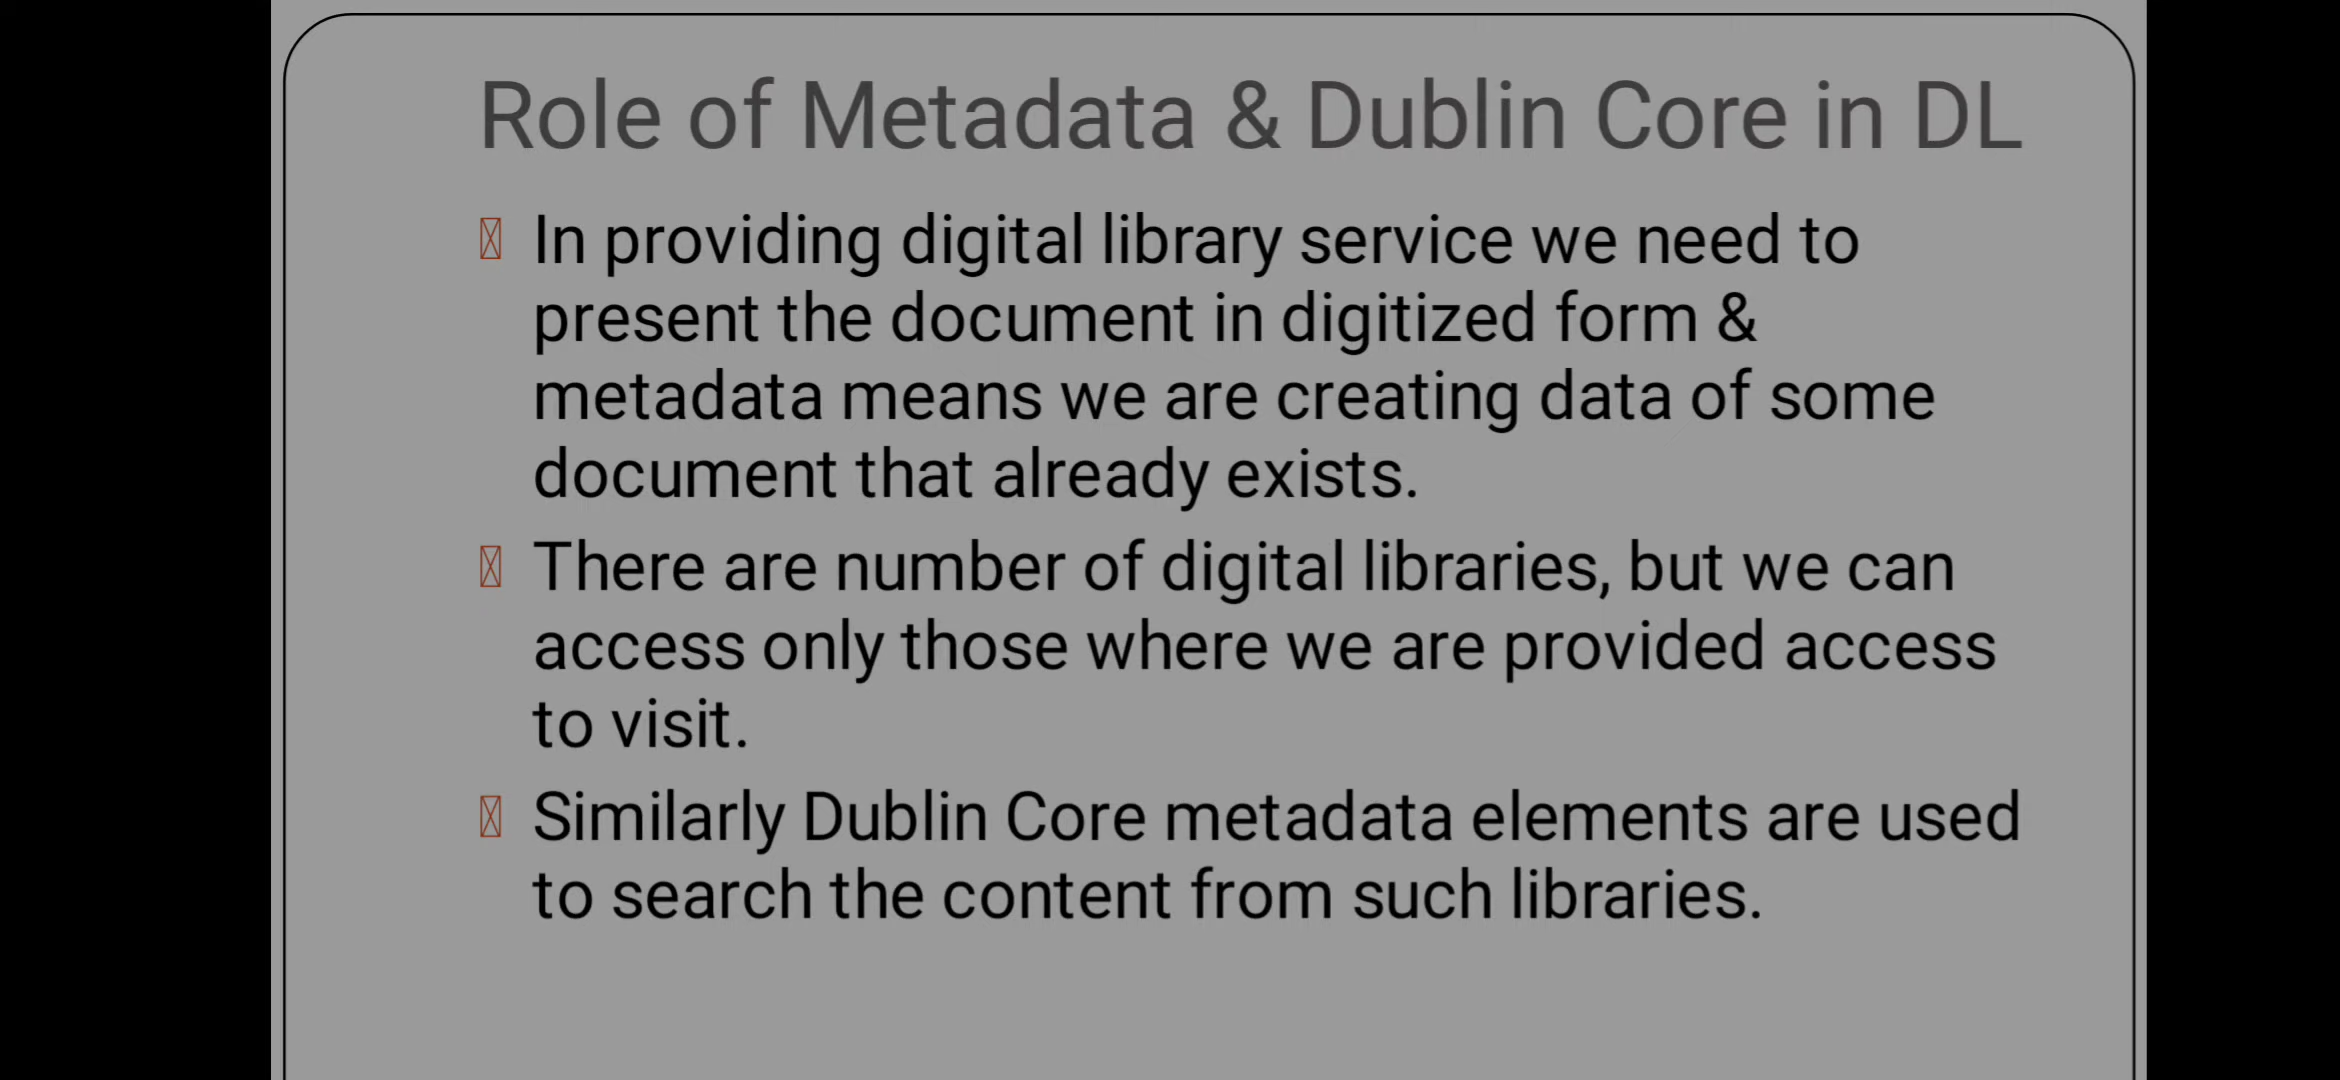 Role of Metadata & Dublin Core in DL
In providing digital library service we need to
present the document in digitized form &
metadata means we are creating data of some
document that already exists.
There are number of digital libraries, but we can
access only those where we are provided access
to visit.
Similarly Dublin Core metadata elements are used
to search the content from such libraries.